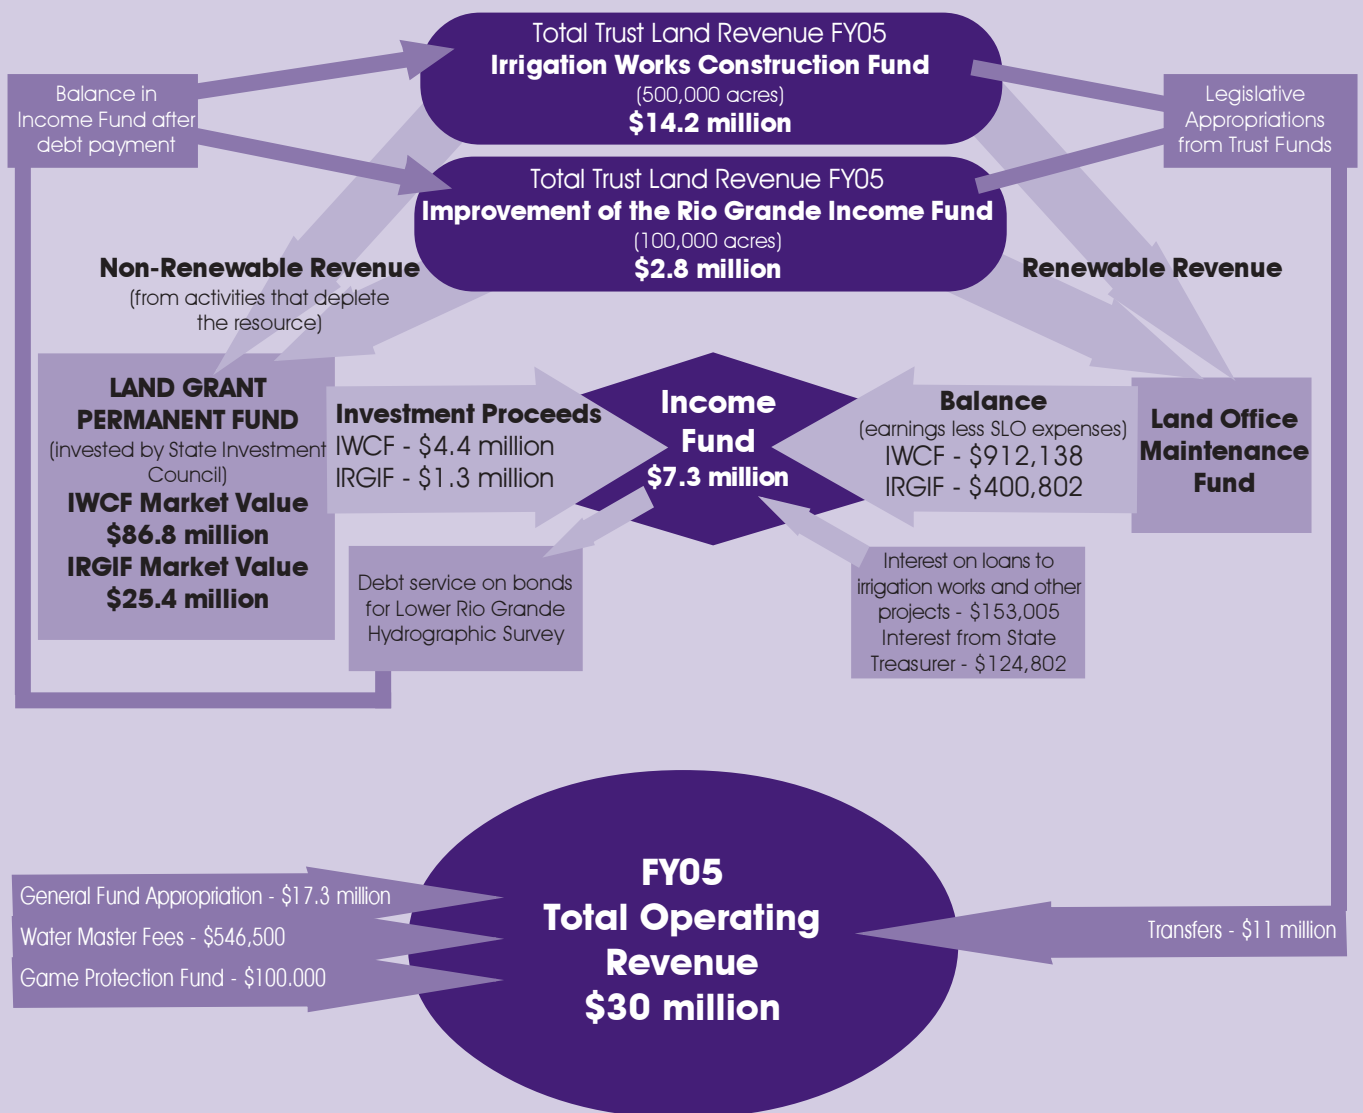 Total Trust Land Revenue FY05
Irrigation Works Construction Fund
(500,000 acres)
$14.2 million
Balance in
Income Fund after
debt payment
Legislative
Appropriations
from Trust Funds
Total Trust Land Revenue FY05
Improvement of the Rio Grande Income Fund
(100,000 acres)
$2.8 million
Non-Renewable Revenue
(from activities that deplete
the resource)
Renewable Revenue
LAND GRANT
PERMANENT FUND
(invested by State Investment
Council)
IWCF Market Value
$86.8 million
IRGIF Market Value
$25.4 million
Investment Proceeds
IWCF - $4.4 million
IRGIF - $1.3 million
Income
Fund
$7.3 million
Balance
(earnings less SLO expenses)
IWCF - $912,138
IRGIF - $400,802
Land Office
Maintenance
Fund
Debt service on bonds
for Lower Rio Grande
Hydrographic Survey
Interest on loans to
irrigation works and other
projects - $153,005
Interest from State
Treasurer - $124,802
General Fund Appropriation - $17.3 million
Water Master Fees - $546,500
Game Protection Fund - $100.000
FY05
Total Operating
Revenue
$30 million
Transfers - $11 million